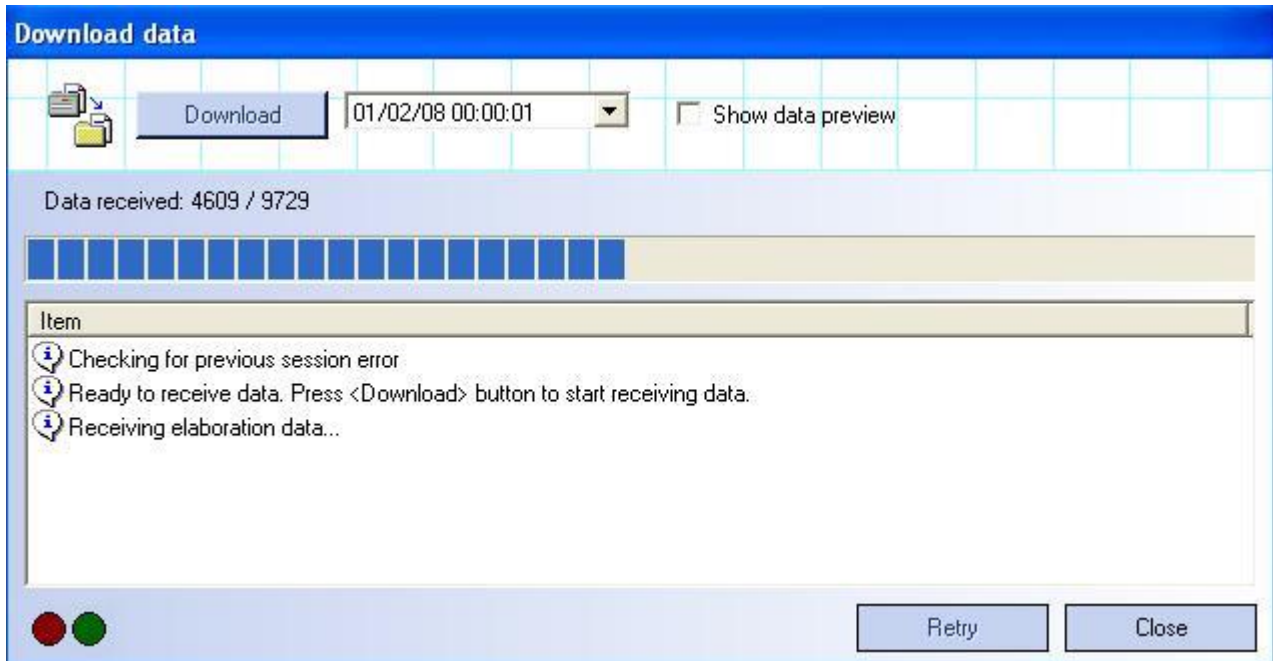 Download data
Download 01/02/08 00:00:01 Show data preview
Data received: 4609 / 9729
Item
Checking for previous session error
Ready to receive data. Press <Download> button to start receiving data.
Receiving elaboration data...
Retry Close